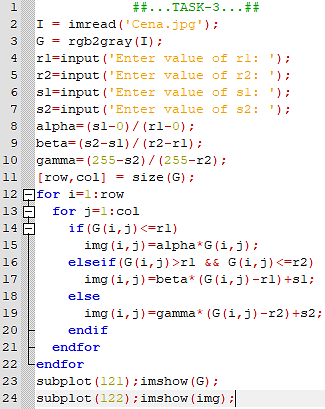 1 ##...TASK-3...##
2 I = imread('Cena.jpg');
3 G = rgb2gray(I);
4 r1=input('Enter value of r1: ');
5 r2=input('Enter value of r2: ');
6 s1=input('Enter value of s1: ');
7 s2=input('Enter value of s2: ');
8 alpha=(s1-0)/(r1-0);
9 beta=(s2-s1)/(r2-r1);
10 gamma=(255-s2)/(255-r2);
11 [row,col] = size(G);
12 for i=1:row
13 for j=1:col
14 if(G(i,j)<=r1)
15 img(i,j)=alpha*G(i,j);
16 elseif(G(i,j)>r1 && G(i,j)<=r2)
17 img(i,j)=beta*(G(i,j)-r1)+s1;
18 else
19 img(i,j)=gamma*(G(i,j)-r2)+s2;
20 endif
21 endfor
22 endfor
23 subplot(121);imshow(G);
24 subplot(122);imshow(img);